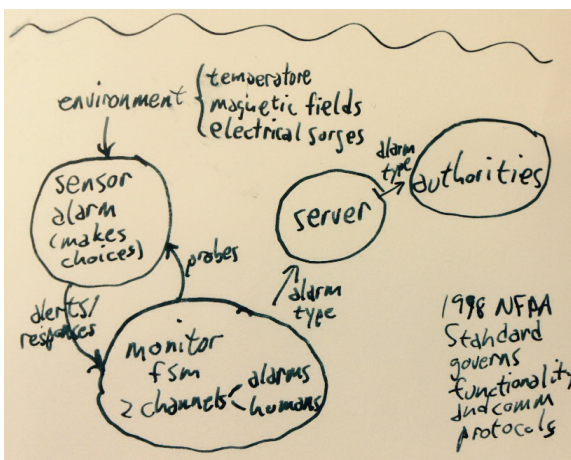 environment
temperatore
magnetic fields
electrical surges
sensor
alarm
(makes
choices)
probes
alerts/
responses
monitor
fsm
2 channels
alarms
humans
alarm
type
server
alarm
type
authorities
1998 NFPA
Standard
governs
functionality
and comm
protocols